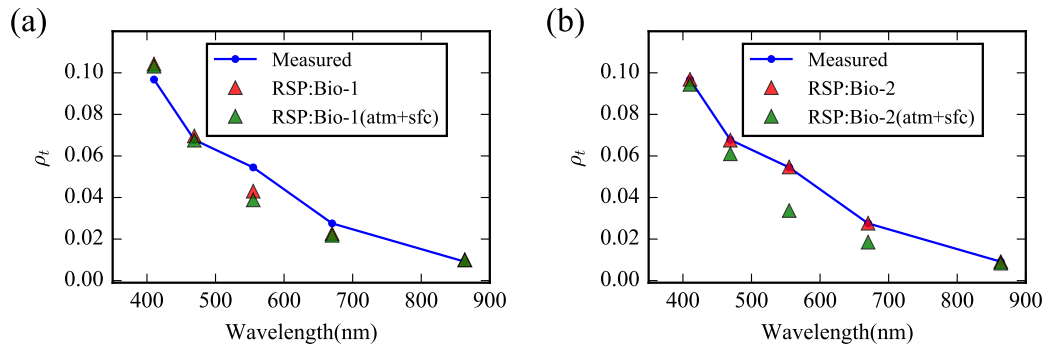 (a)
ρt
0.10
0.08
0.06
0.04
0.02
0.00
Measured
RSP:Bio-1
RSP:Bio-1(atm+sfc)
400 500 600 700 800 900
Wavelength(nm)
(b)
ρt
0.10
0.08
0.06
0.04
0.02
0.00
Measured
RSP:Bio-2
RSP:Bio-2(atm+sfc)
400 500 600 700 800 900
Wavelength(nm)